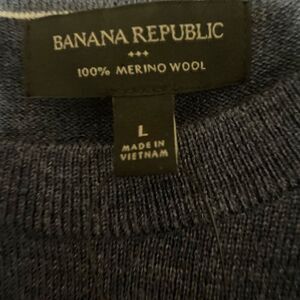 BANANA REPUBLIC
+++
100% MERINO WOOL
L
MADE IN
VIETNAM